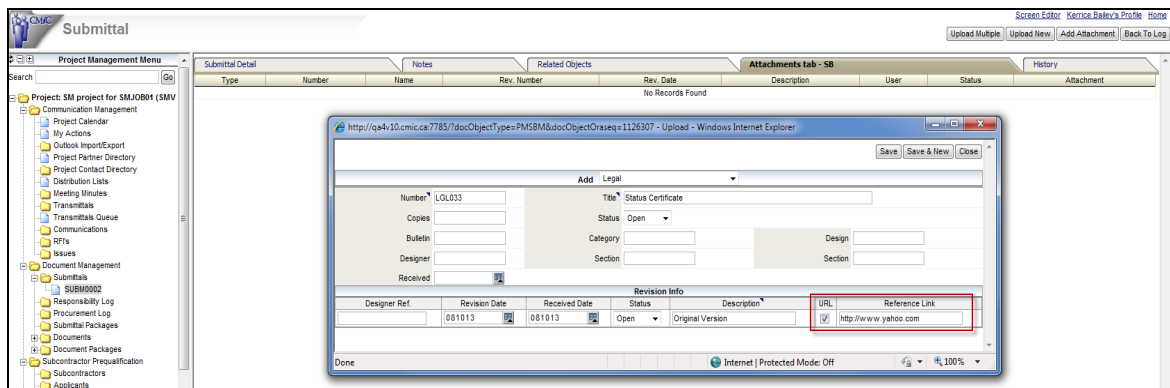 CMiC
Submittal
Screen Editor Kerrice Bailey's Profile Home
Upload Multiple Upload New Add Attachment Back To Log
Project Management Menu
Search Go
Project: SM project for SMJOB01 (SMV
Communication Management
Project Calendar
My Actions
Outlook Import/Export
Project Partner Directory
Project Contact Directory
Distribution Lists
Meeting Minutes
Transmittals
Transmittals Queue
Communications
RFI's
Issues
Document Management
Submittals
SUBM0002
Responsibility Log
Procurement Log
Submittal Packages
Documents
Document Packages
Subcontractor Prequalification
Subcontractors
Applicants
Submittal Detail Notes Related Objects Attachments tab - SB History
Type Number Name Rev. Number Rev. Date Description User Status Attachment
No Records Found
http://qa4v10.cmic.ca:7785/?docObjectType=PMSBM&docObjectOraseq=1126307 - Upload - Windows Internet Explorer
Save Save & New Close
Add Legal
Number LGL033 Title Status Certificate
Copies Status Open
Bulletin Category Design
Designer Section Section
Received
Revision Info
Designer Ref. Revision Date Received Date Status Description URL Reference Link
081013 081013 Open Original Version http://www.yahoo.com
Done Internet | Protected Mode: Off 100%